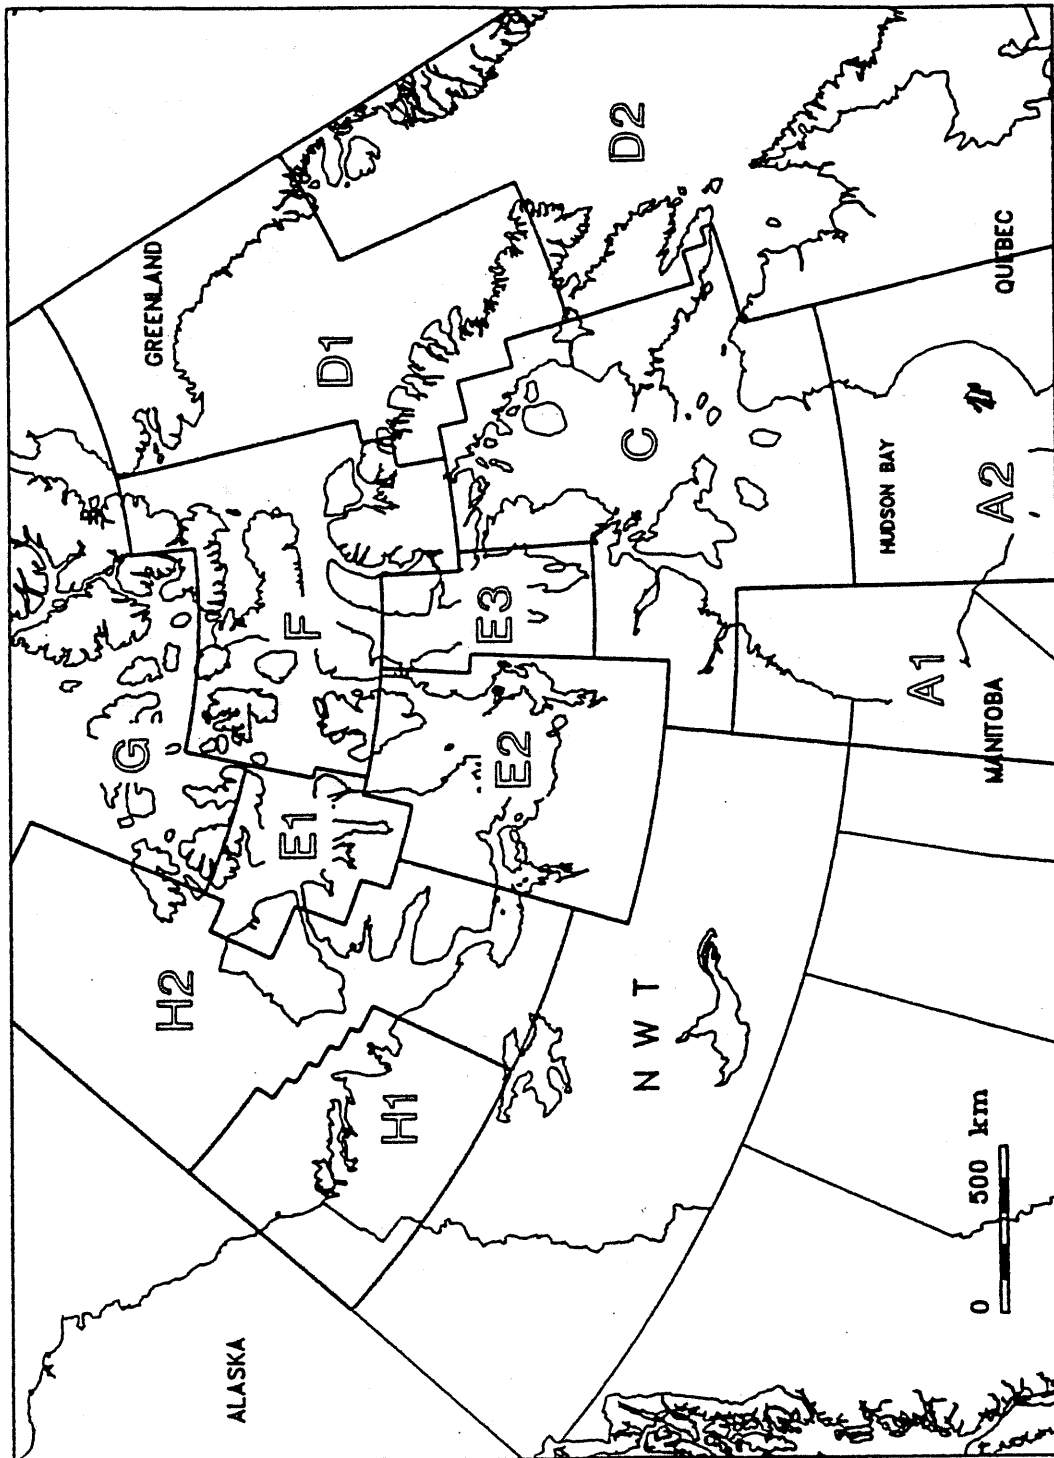 ALASKA
H2
G
GREENLAND
H1
E1
F
D1
E2
E3
D2
N W T
C
0 500 km
MANITOBA
A1
HUDSON BAY
A2
QUEBEC